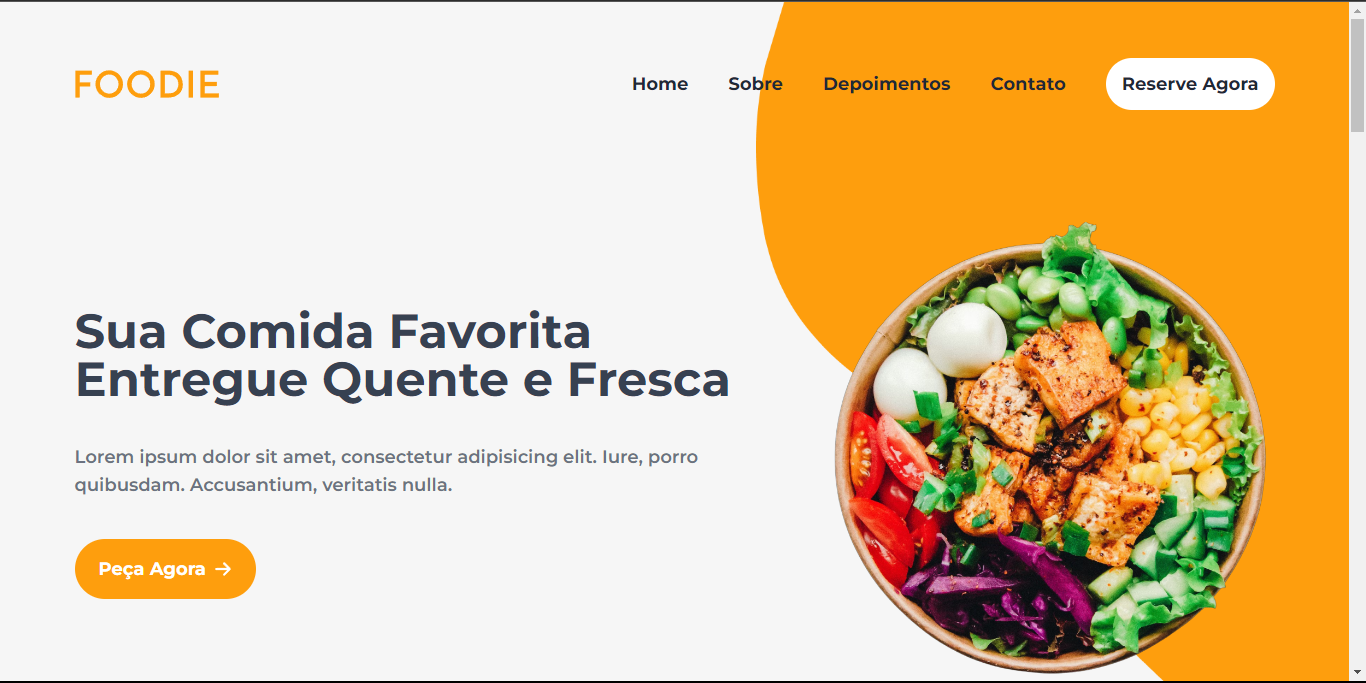 FOODIE
Home Sobre Depoimentos Contato Reserve Agora
Sua Comida Favorita
Entregue Quente e Fresca
Lorem ipsum dolor sit amet, consectetur adipisicing elit. Iure, porro
quibusdam. Accusantium, veritatis nulla.
Peça Agora →